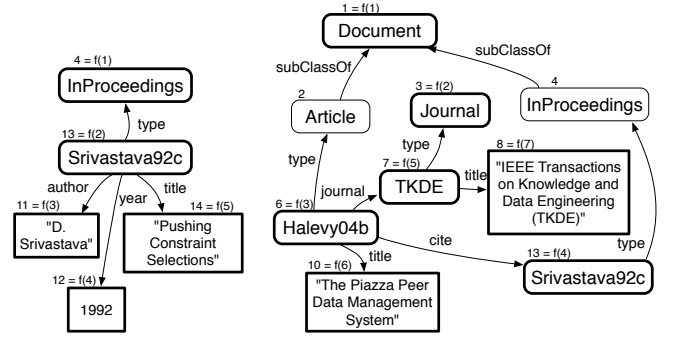 4 = f(1)
InProceedings
type
13 = f(2)
Srivastava92c
author
year
title
11 = f(3)
"D.
Srivastava"
14 = f(5)
"Pushing
Constraint
Selections"
12 = f(4)
1992
1 = f(1)
Document
subClassOf
subClassOf
2
Article
3 = f(2)
Journal
4
InProceedings
type
type
7 = f(5)
TKDE
title
8 = f(7)
"IEEE Transactions
on Knowledge and
Data Engineering
(TKDE)"
journal
6 = f(3)
Halevy04b
cite
type
title
13 = f(4)
Srivastava92c
10 = f(6)
"The Piazza Peer
Data Management
System"